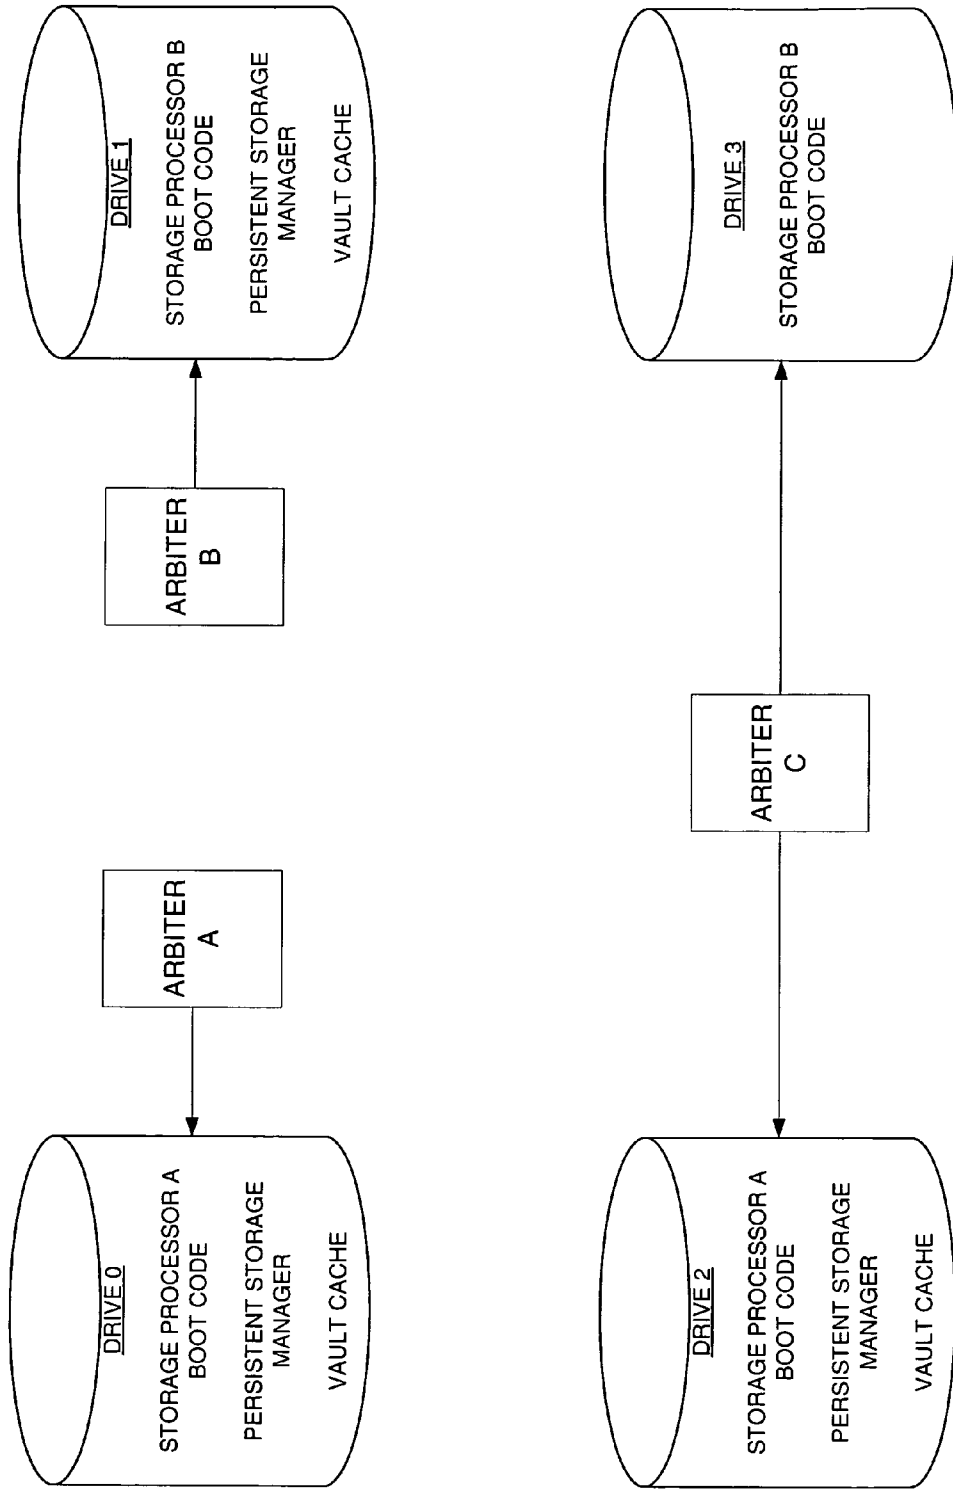 DRIVE 0
STORAGE PROCESSOR A
BOOT CODE
PERSISTENT STORAGE
MANAGER
VAULT CACHE
ARBITER
A
ARBITER
B
DRIVE 1
STORAGE PROCESSOR B
BOOT CODE
PERSISTENT STORAGE
MANAGER
VAULT CACHE
DRIVE 2
STORAGE PROCESSOR A
BOOT CODE
PERSISTENT STORAGE
MANAGER
VAULT CACHE
ARBITER
C
DRIVE 3
STORAGE PROCESSOR B
BOOT CODE